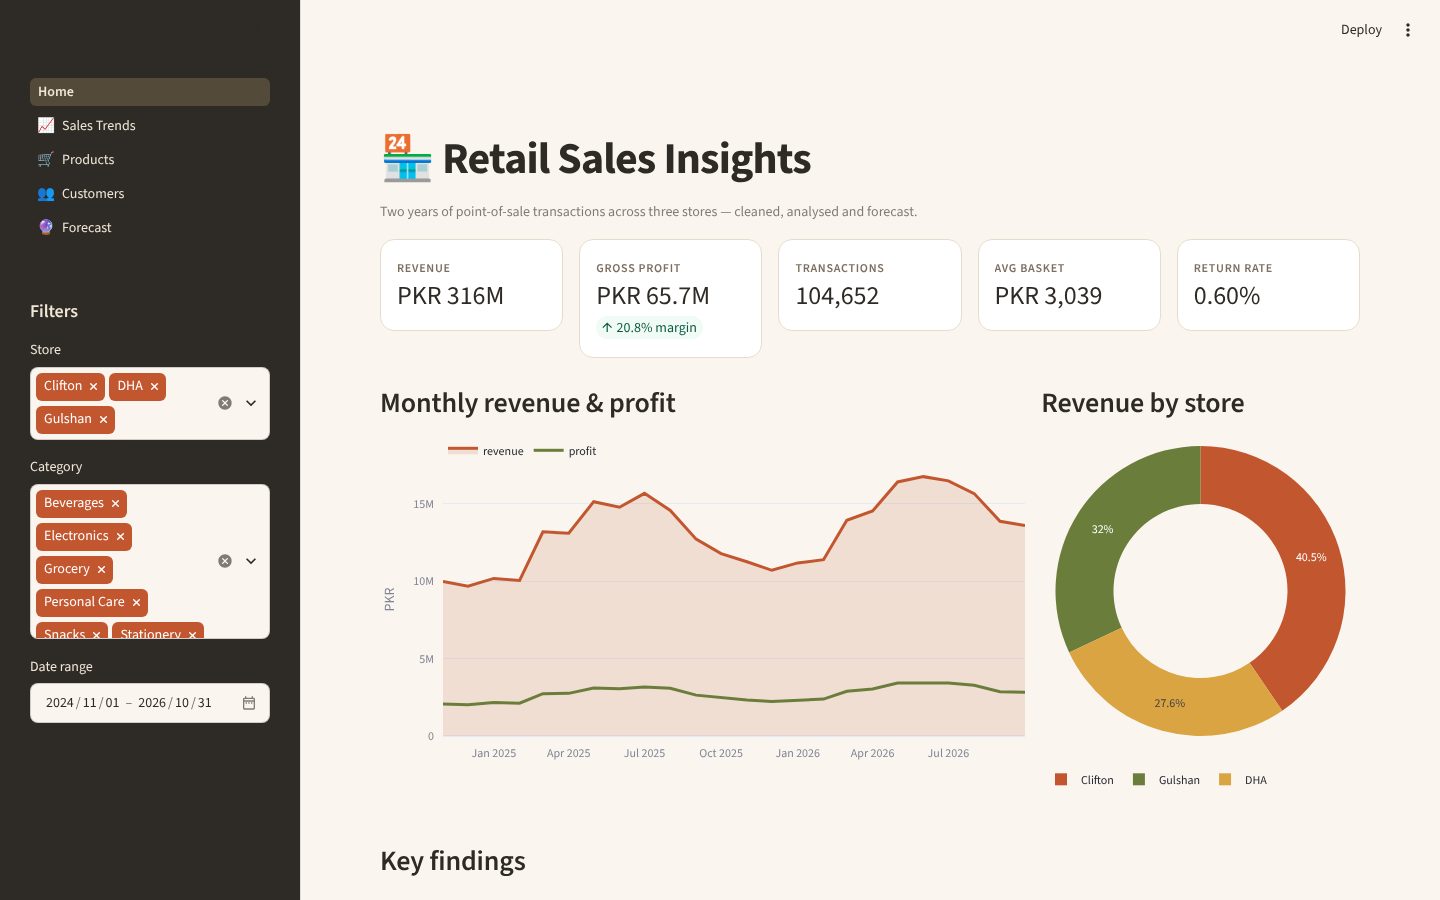 Deploy
Home
Sales Trends
Products
Customers
Forecast
Filters
Store
Clifton
DHA
Gulshan
Category
Beverages
Electronics
Grocery
Personal Care
Snacks
Stationery
Date range
2024 / 11 / 01 – 2026 / 10 / 31
24
Retail Sales Insights
Two years of point-of-sale transactions across three stores — cleaned, analysed and forecast.
REVENUE
PKR 316M
GROSS PROFIT
PKR 65.7M
↑ 20.8% margin
TRANSACTIONS
104,652
AVG BASKET
PKR 3,039
RETURN RATE
0.60%
Monthly revenue & profit
revenue
profit
15M
10M
5M
0
PKR
Jan 2025
Apr 2025
Jul 2025
Oct 2025
Jan 2026
Apr 2026
Jul 2026
Revenue by store
32%
40.5%
27.6%
Clifton
Gulshan
DHA
Key findings